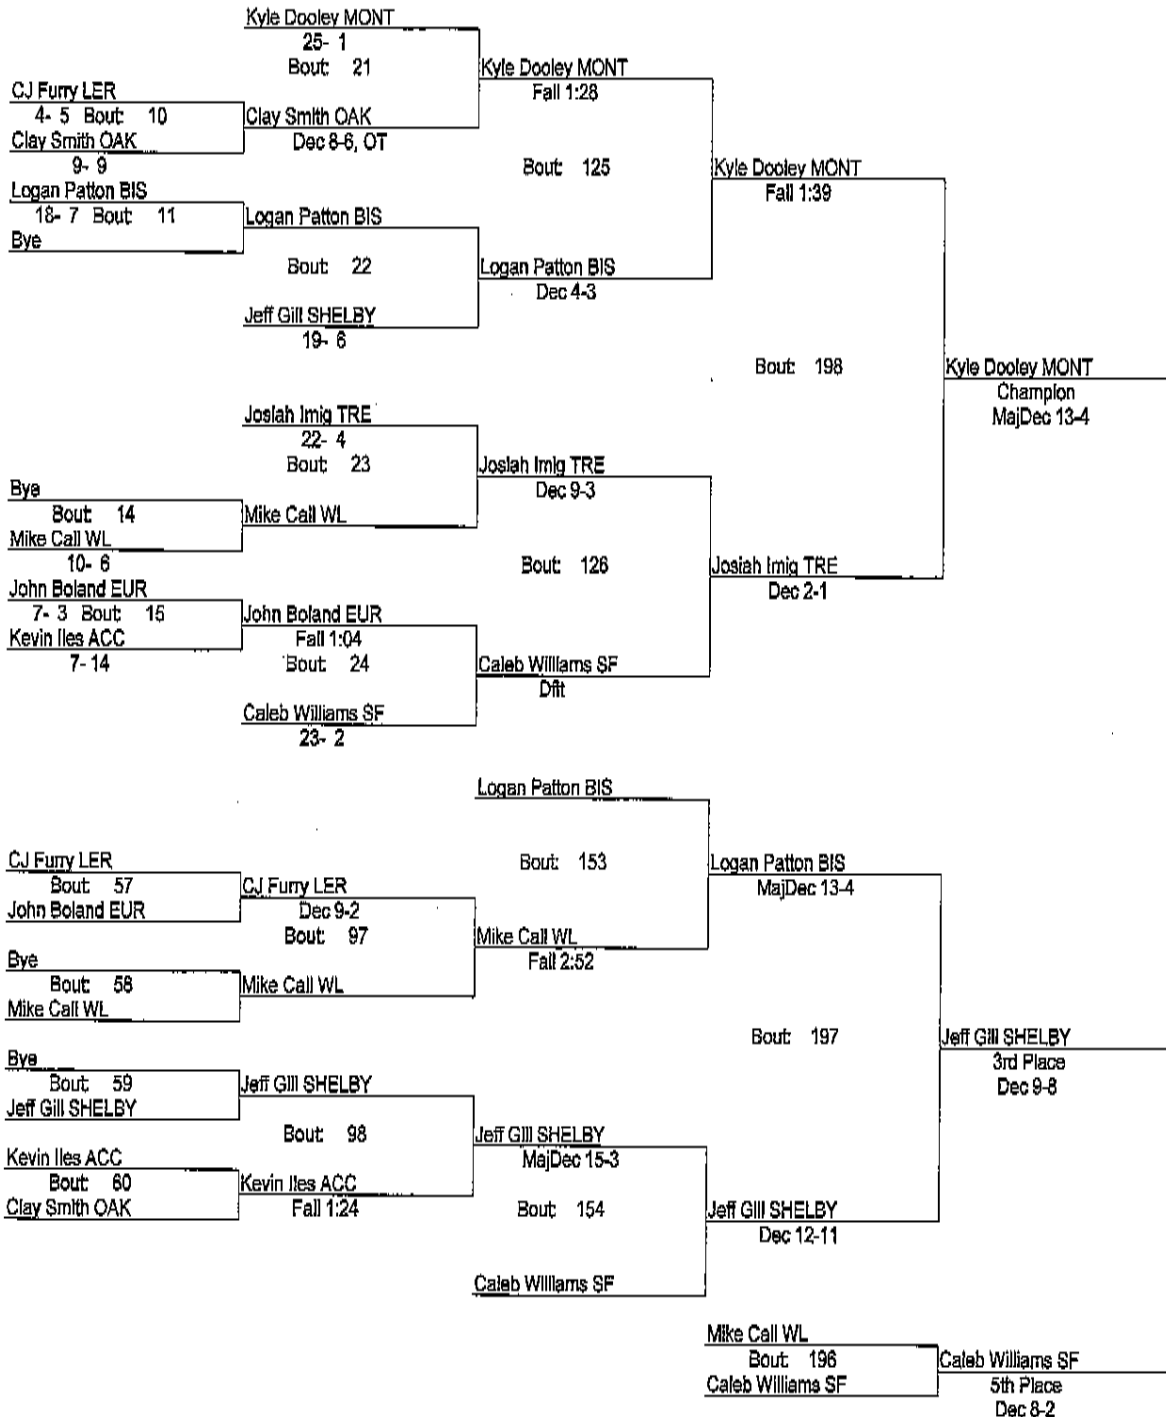 Kyle Dooley MONT
25- 1
Bout: 21
Kyle Dooley MONT
Fall 1:28
CJ Furry LER
4- 5 Bout: 10
Clay Smith OAK
Clay Smith OAK
9- 9
Dec 8-6, OT
Bout: 125
Kyle Dooley MONT
Fall 1:39
Logan Patton BIS
18- 7 Bout: 11
Bye
Logan Patton BIS
Bout: 22
Logan Patton BIS
Dec 4-3
Jeff Gill SHELBY
19- 6
Bout: 198
Kyle Dooley MONT
Champion
MajDec 13-4
Josiah Imig TRE
22- 4
Bout: 23
Josiah Imig TRE
Dec 9-3
Bye
Bout: 14
Mike Call WL
10- 6
Mike Call WL
Bout: 126
Josiah Imig TRE
Dec 2-1
John Boland EUR
7- 3 Bout: 15
Kevin Iles ACC
7- 14
John Boland EUR
Fall 1:04
Bout: 24
Caleb Williams SF
Dflt
Caleb Williams SF
23- 2
Logan Patton BIS
Bout: 153
Logan Patton BIS
MajDec 13-4
CJ Furry LER
Bout: 57
John Boland EUR
CJ Furry LER
Dec 9-2
Bout: 97
Mike Call WL
Fall 2:52
Bye
Bout: 58
Mike Call WL
Mike Call WL
Bout: 197
Jeff Gill SHELBY
3rd Place
Dec 9-8
Bye
Bout: 59
Jeff Gill SHELBY
Jeff Gill SHELBY
Bout: 98
Jeff Gill SHELBY
MajDec 15-3
Kevin Iles ACC
Bout: 60
Clay Smith OAK
Kevin Iles ACC
Fall 1:24
Bout: 154
Jeff Gill SHELBY
Dec 12-11
Caleb Williams SF
Mike Call WL
Bout: 196
Caleb Williams SF
Caleb Williams SF
5th Place
Dec 8-2